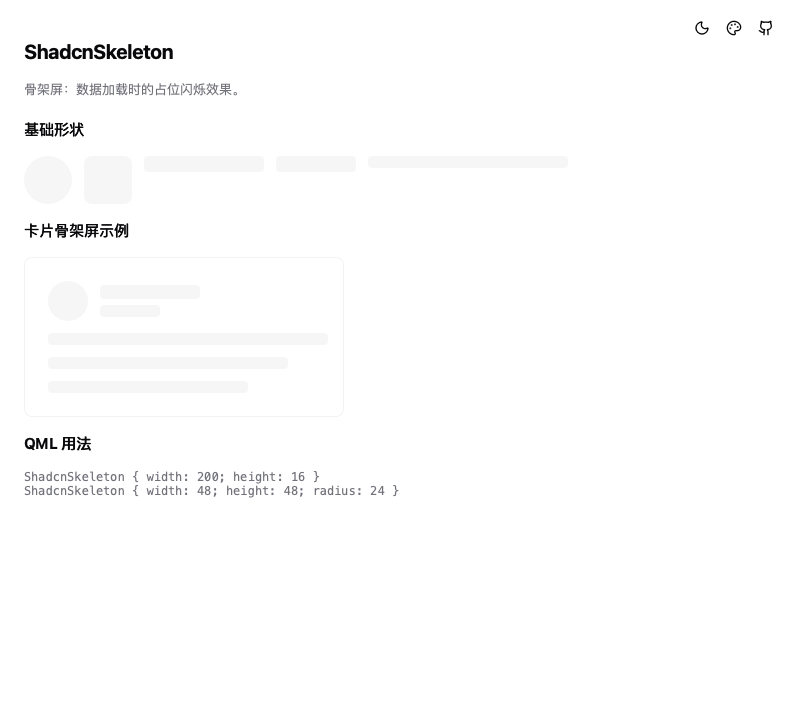 ShadcnSkeleton
骨架屏：数据加载时的占位闪烁效果。
基础形状
卡片骨架屏示例
QML 用法
ShadcnSkeleton { width: 200; height: 16 }
ShadcnSkeleton { width: 48; height: 48; radius: 24 }